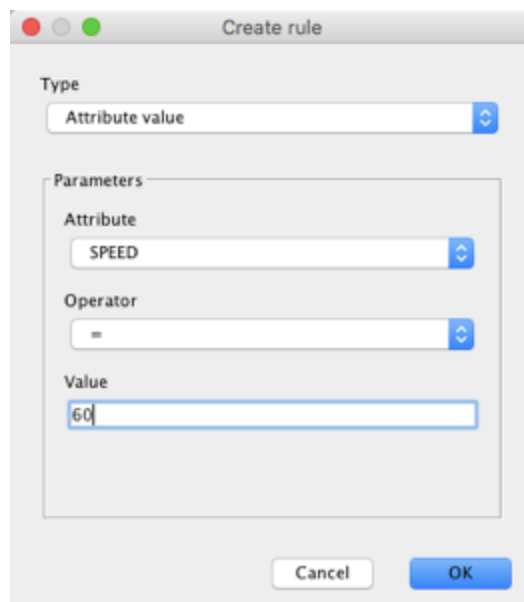 Create rule
Type
Attribute value
Parameters
Attribute
SPEED
Operator
=
Value
60
Cancel OK